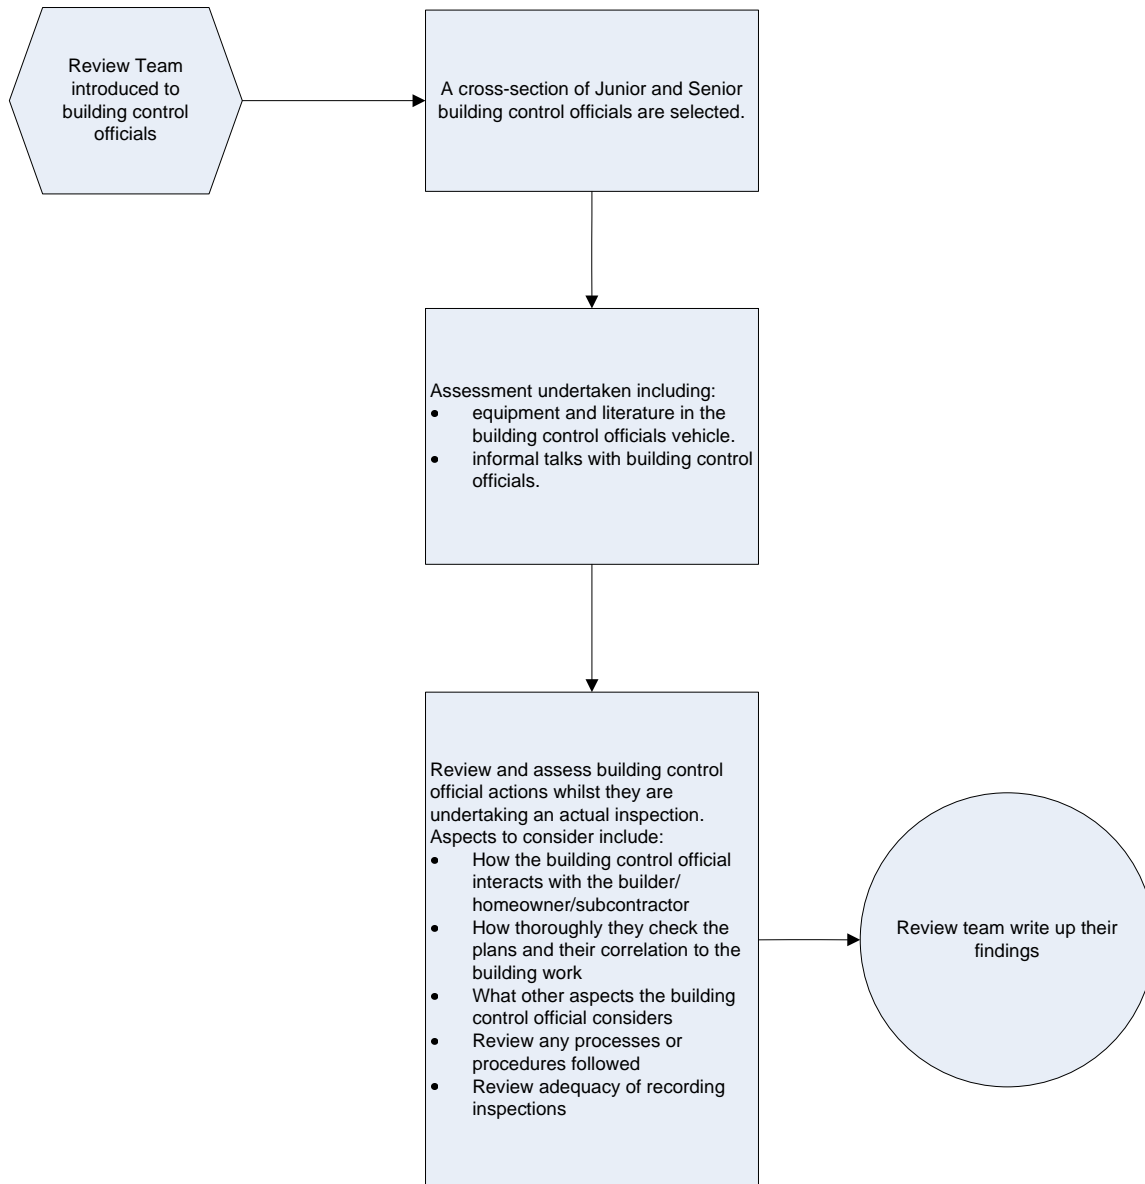 Review Team
introduced to
building control
officials
A cross-section of Junior and Senior
building control officials are selected.
Assessment undertaken including:
• equipment and literature in the
building control officials vehicle.
• informal talks with building control
officials.
Review and assess building control
official actions whilst they are
undertaking an actual inspection.
Aspects to consider include:
• How the building control official
interacts with the builder/
homeowner/subcontractor
• How thoroughly they check the
plans and their correlation to the
building work
• What other aspects the building
control official considers
• Review any processes or
procedures followed
• Review adequacy of recording
inspections
Review team write up their
findings